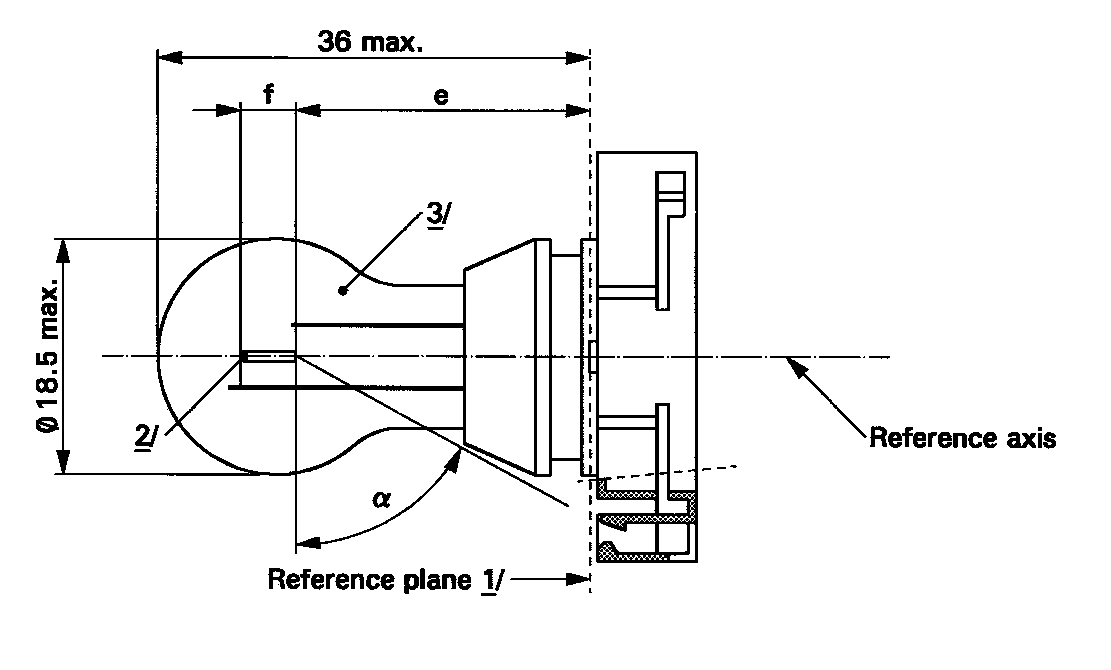 36 max.
f
e
3/
Ø 18.5 max.
2/
Reference axis
α
Reference plane 1/